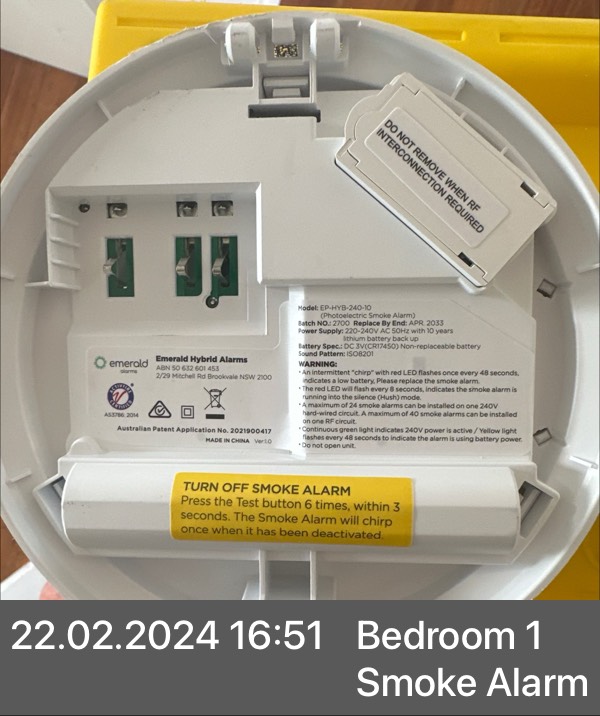 DO NOT REMOVE WHEN RF
INTERCONNECTION REQUIRED
Model: EP-HYB-240-10
(Photoelectric Smoke Alarm)
Batch NO.: 2700 Replace By End: APR. 2033
Power Supply: 220-240V AC 50Hz with 10 years
lithium battery back up
Battery Spec.: DC 3V(CR17450) Non-replaceable battery
Sound Pattern: ISO8201
WARNING:
•An intermittent "chirp" with red LED flashes once every 48 seconds,
indicates a low battery, Please replace the smoke alarm.
•The red LED will flash every 8 seconds, indicates the smoke alarm is
running into the silence (Hush) mode.
•A maximum of 24 smoke alarms can be installed on one 240V
hard-wired circuit. A maximum of 40 smoke alarms can be installed
on one RF circuit.
•Continuous green light indicates 240V power is active / Yellow light
flashes every 48 seconds to indicate the alarm is using battery power.
•Do not open unit.
emerald
alarms
Emerald Hybrid Alarms
ABN 50 632 601 453
2/29 Mitchell Rd Brookvale NSW 2100
AS3786: 2014
Australian Patent Application No. 2021900417
MADE IN CHINA Ver:1.0
TURN OFF SMOKE ALARM
Press the Test button 6 times, within 3
seconds. The Smoke Alarm will chirp
once when it has been deactivated.
22.02.2024 16:51
Bedroom 1
Smoke Alarm